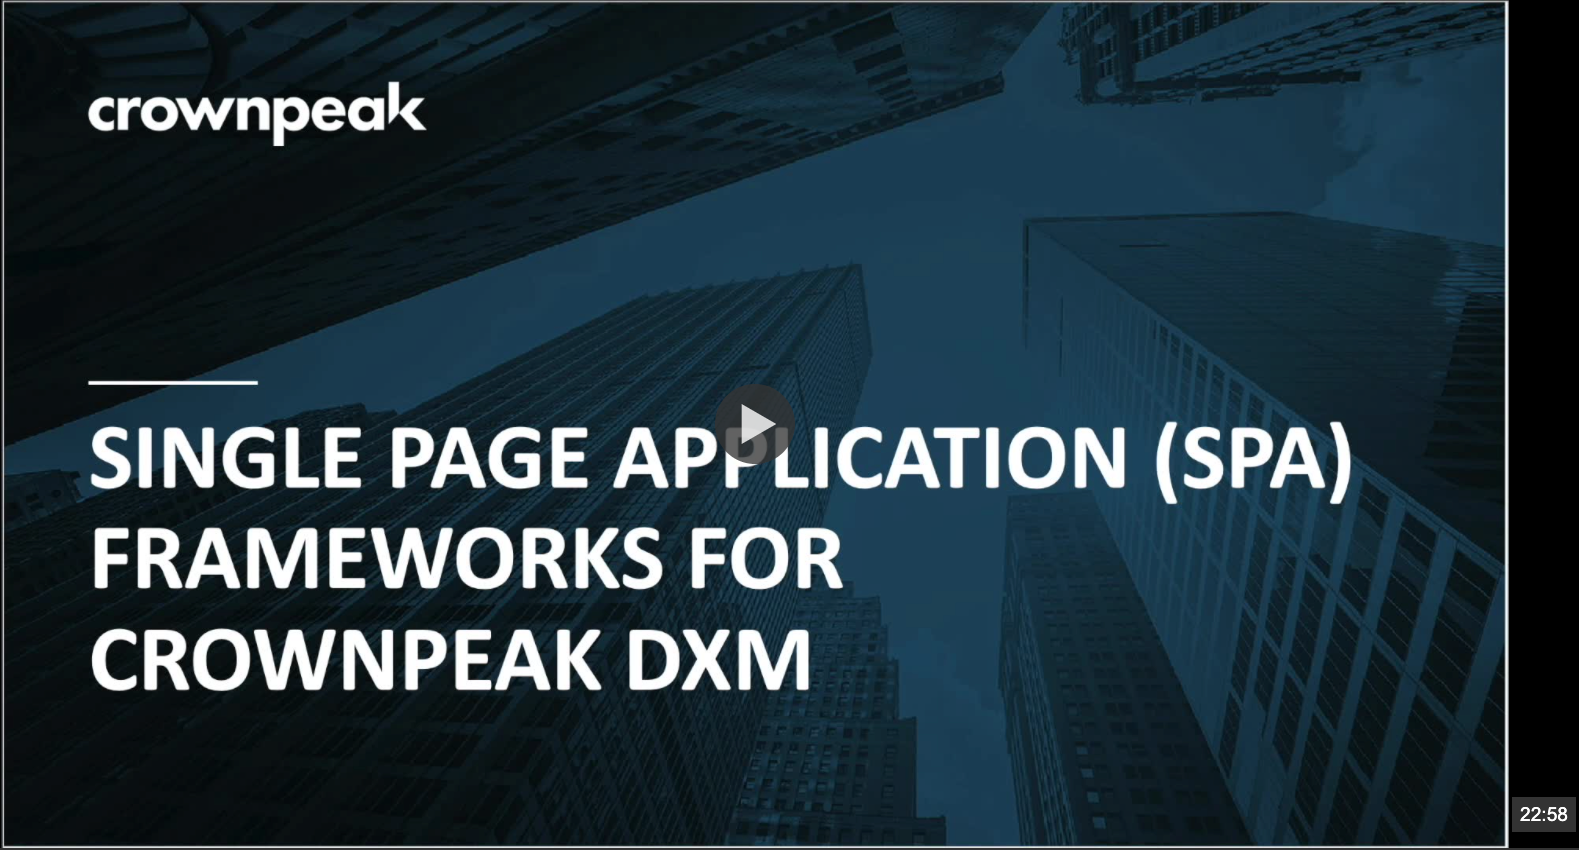 crownpeak
SINGLE PAGE APPLICATION (SPA)
FRAMEWORKS FOR
CROWNPEAK DXM
22:58